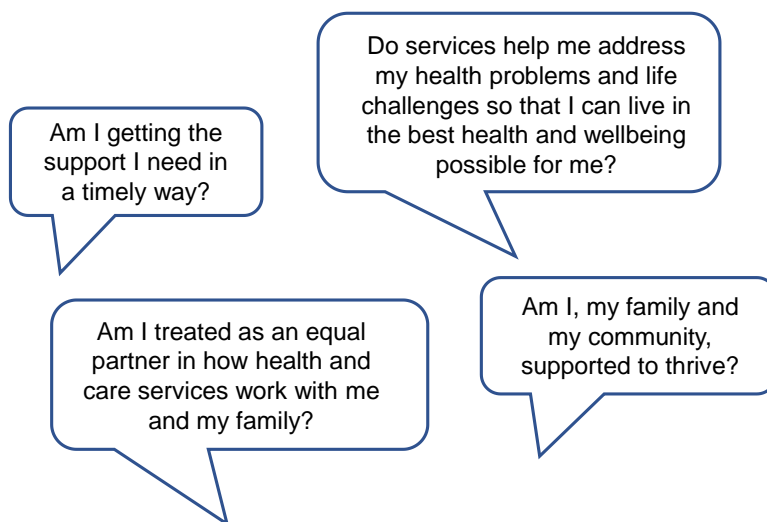 Do services help me address
my health problems and life
challenges so that I can live in
the best health and wellbeing
possible for me?
Am I getting the
support I need in
a timely way?
Am I, my family and
my community,
supported to thrive?
Am I treated as an equal
partner in how health and
care services work with me
and my family?